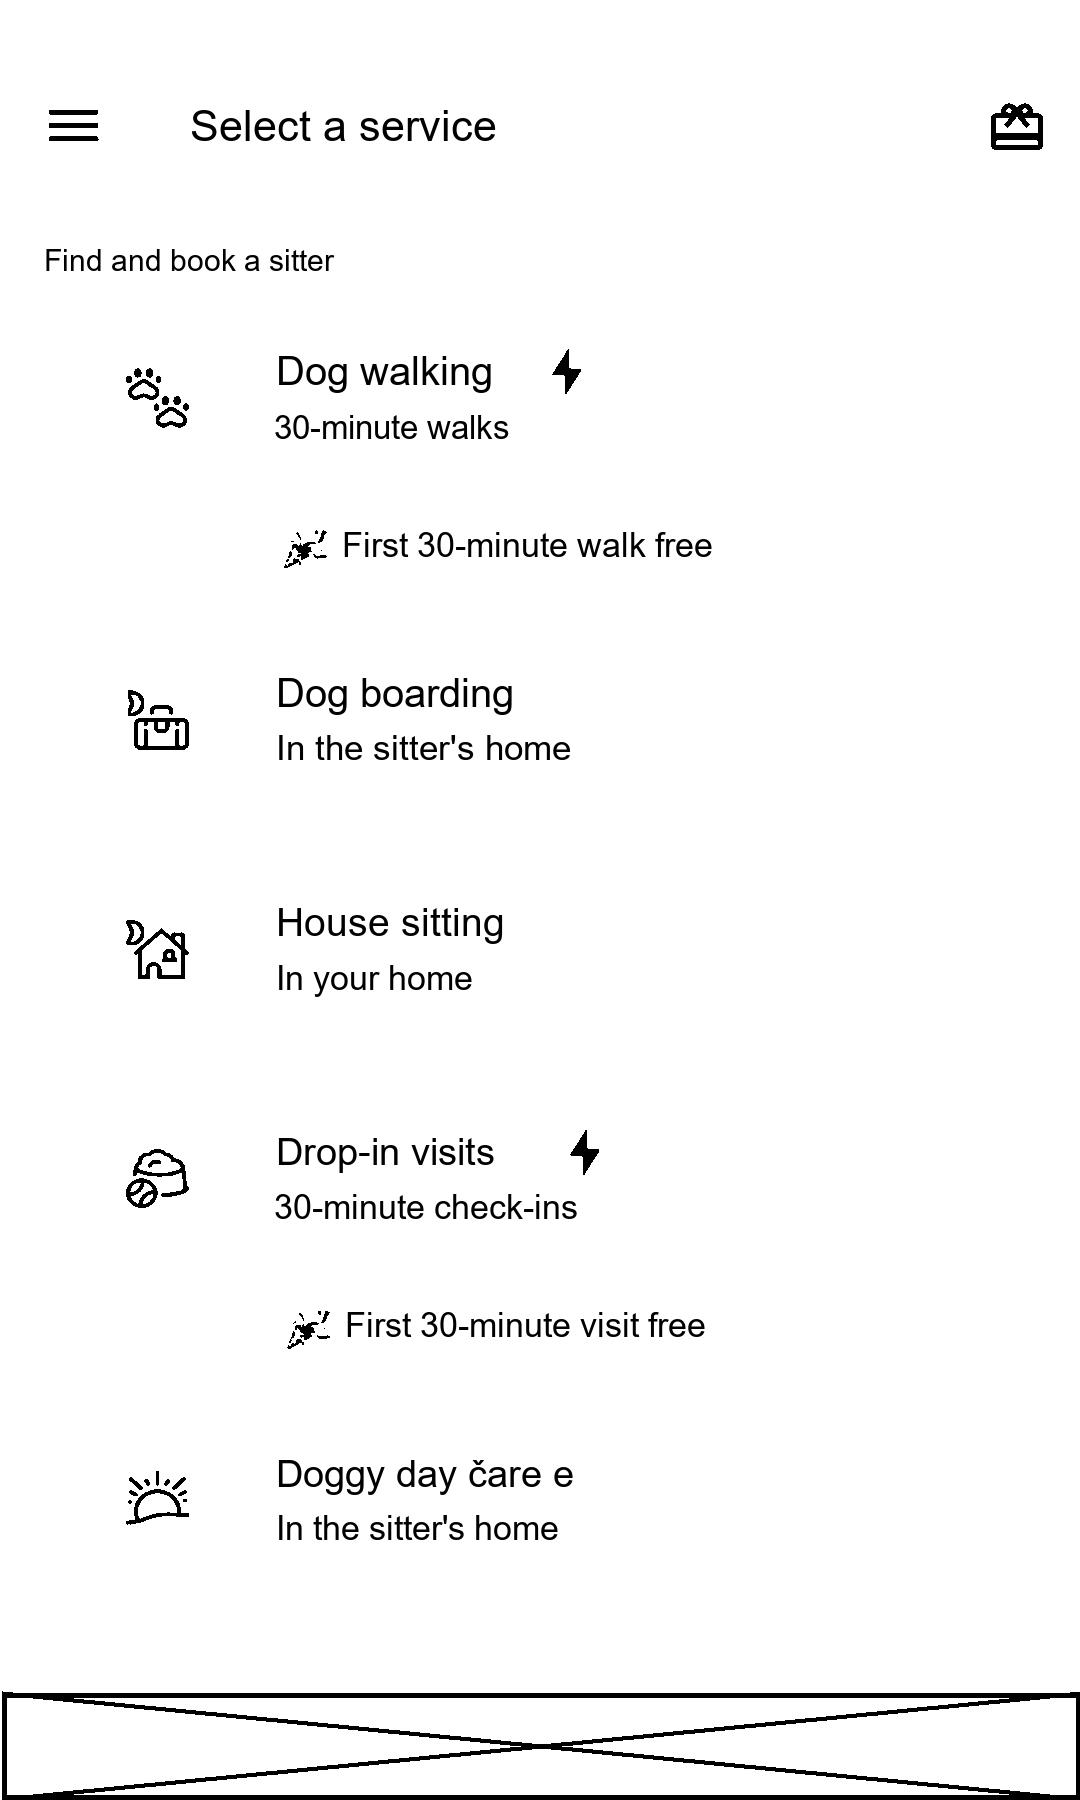 Select a service
Find and book a sitter
Dog walking
30-minute walks
First 30-minute walk free
Dog boarding
In the sitter's home
House sitting
In your home
Drop-in visits
30-minute check-ins
First 30-minute visit free
Doggy day čare e
In the sitter's home